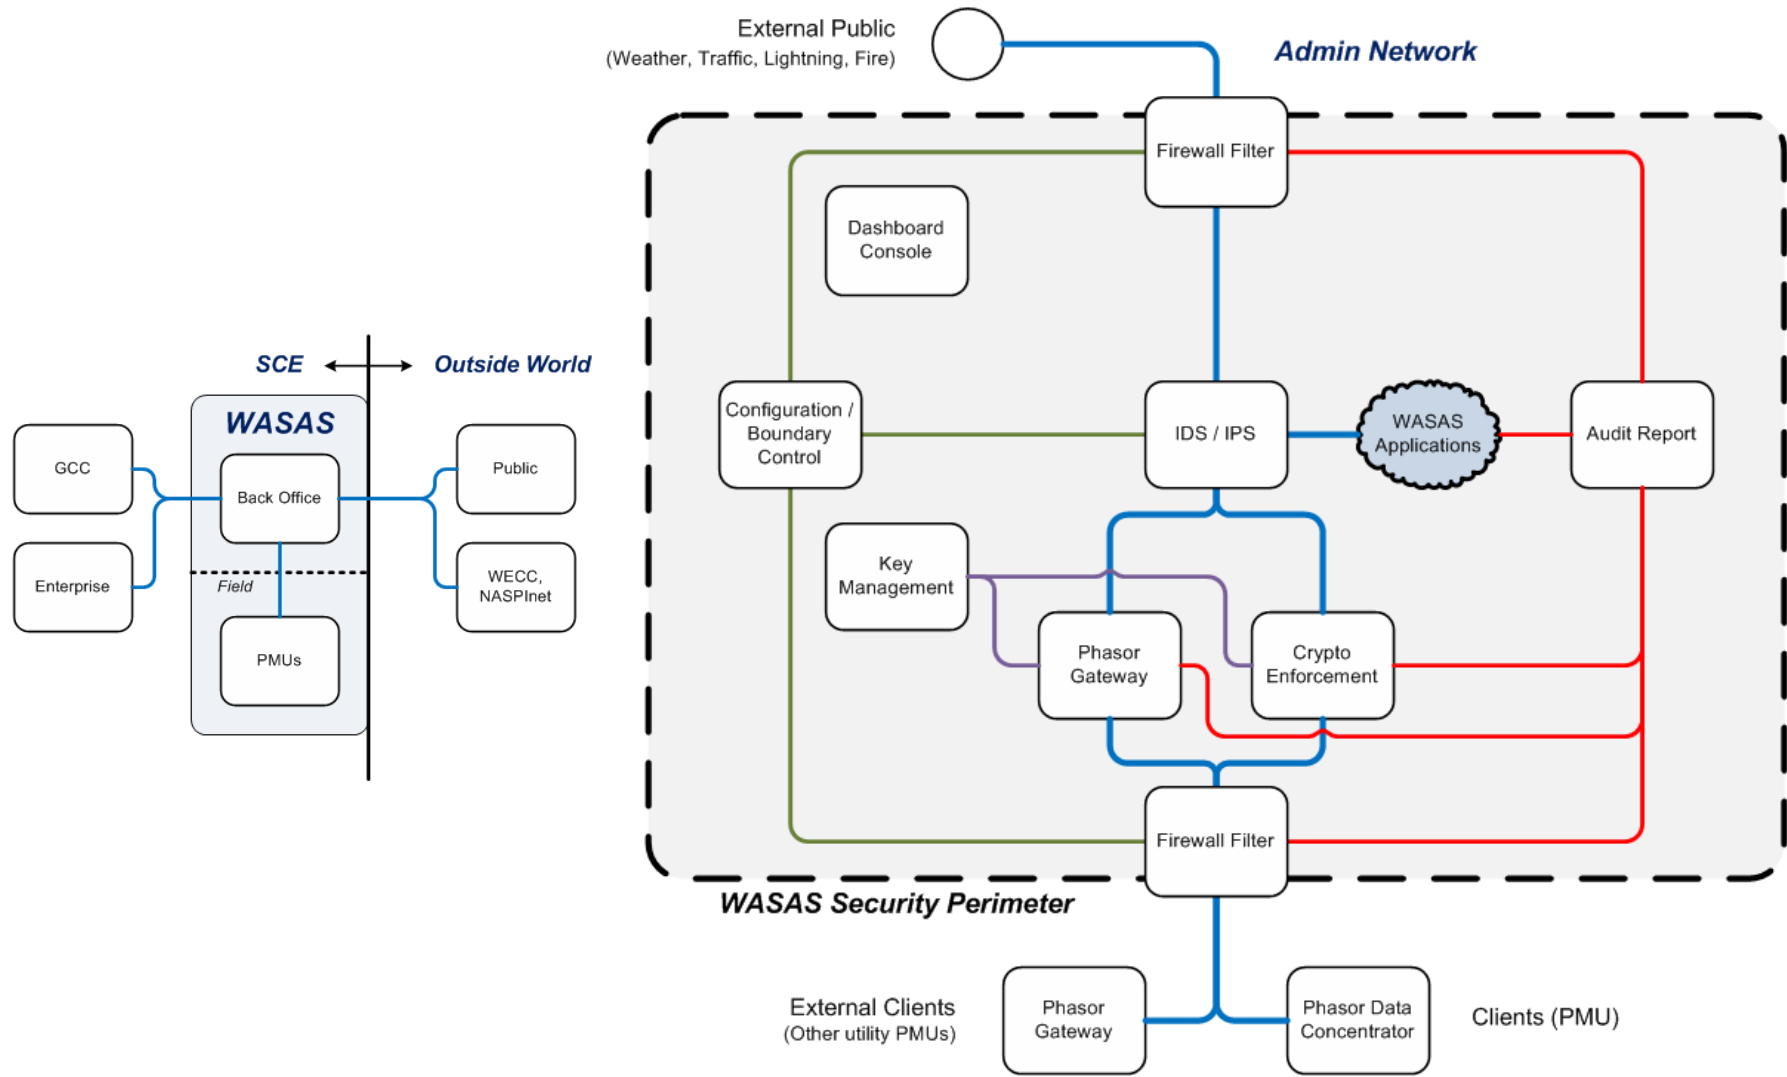 External Public
(Weather, Traffic, Lightning, Fire)
Admin Network
Firewall Filter
Dashboard
Console
SCE
Outside World
WASAS
GCC
Back Office
Public
Enterprise
Field
WECC,
NASPInet
PMUs
Configuration /
Boundary
Control
IDS / IPS
WASAS
Applications
Audit Report
Key
Management
Phasor
Gateway
Crypto
Enforcement
Firewall Filter
WASAS Security Perimeter
External Clients
(Other utility PMUs)
Phasor
Gateway
Phasor Data
Concentrator
Clients (PMU)